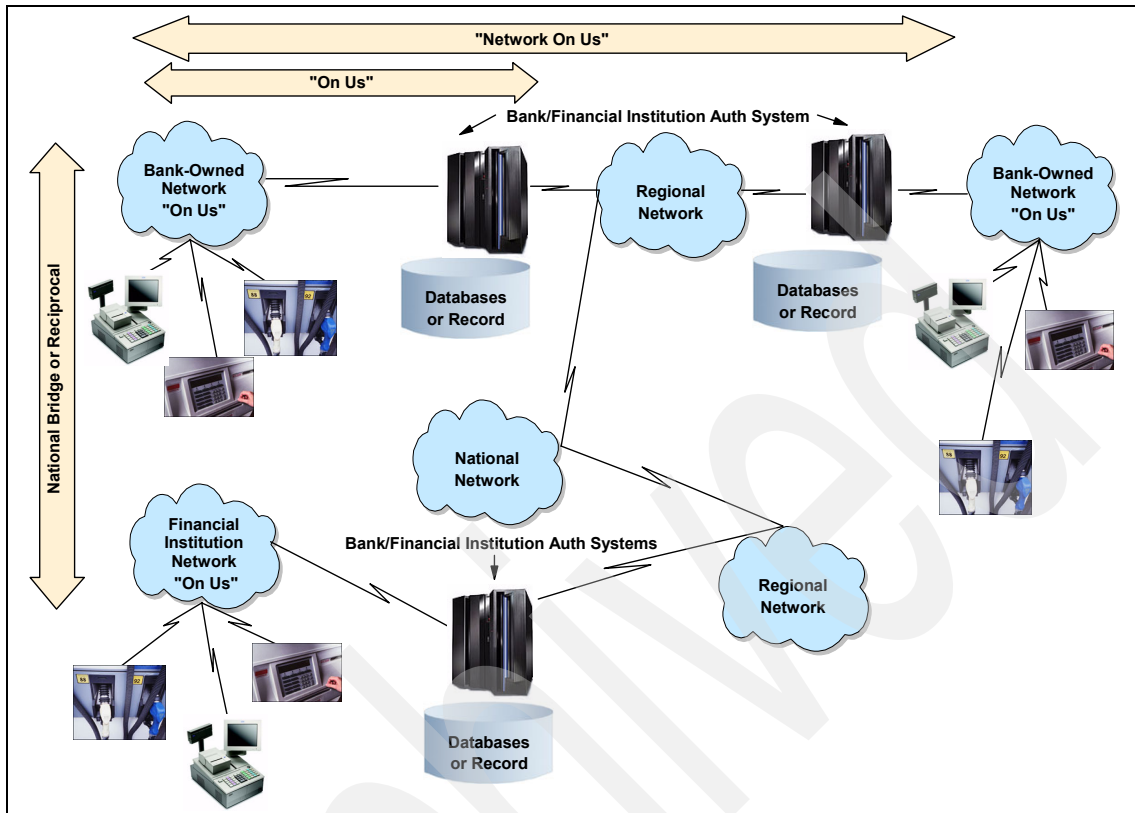 "Network On Us"
"On Us"
Bank/Financial Institution Auth System
Bank-Owned
Network
"On Us"
Regional
Network
Bank-Owned
Network
"On Us"
Databases
or Record
Databases
or Record
National Bridge or Reciprocal
National
Network
Financial
Institution
Network
"On Us"
Bank/Financial Institution Auth Systems
Regional
Network
Databases
or Record